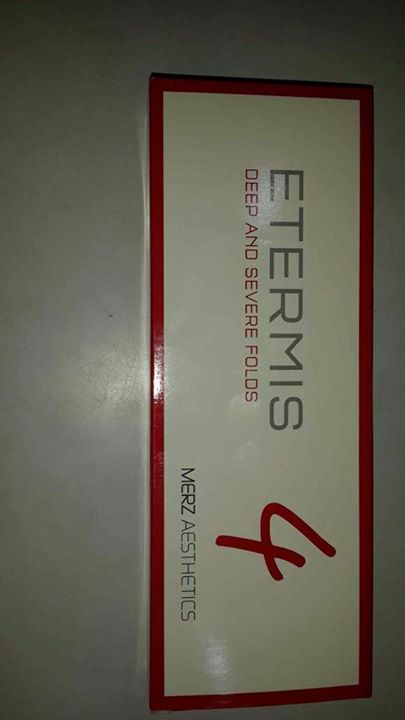 ETERMIS
4
DEEP AND SEVERE FOLDS
MERZ AESTHETICS